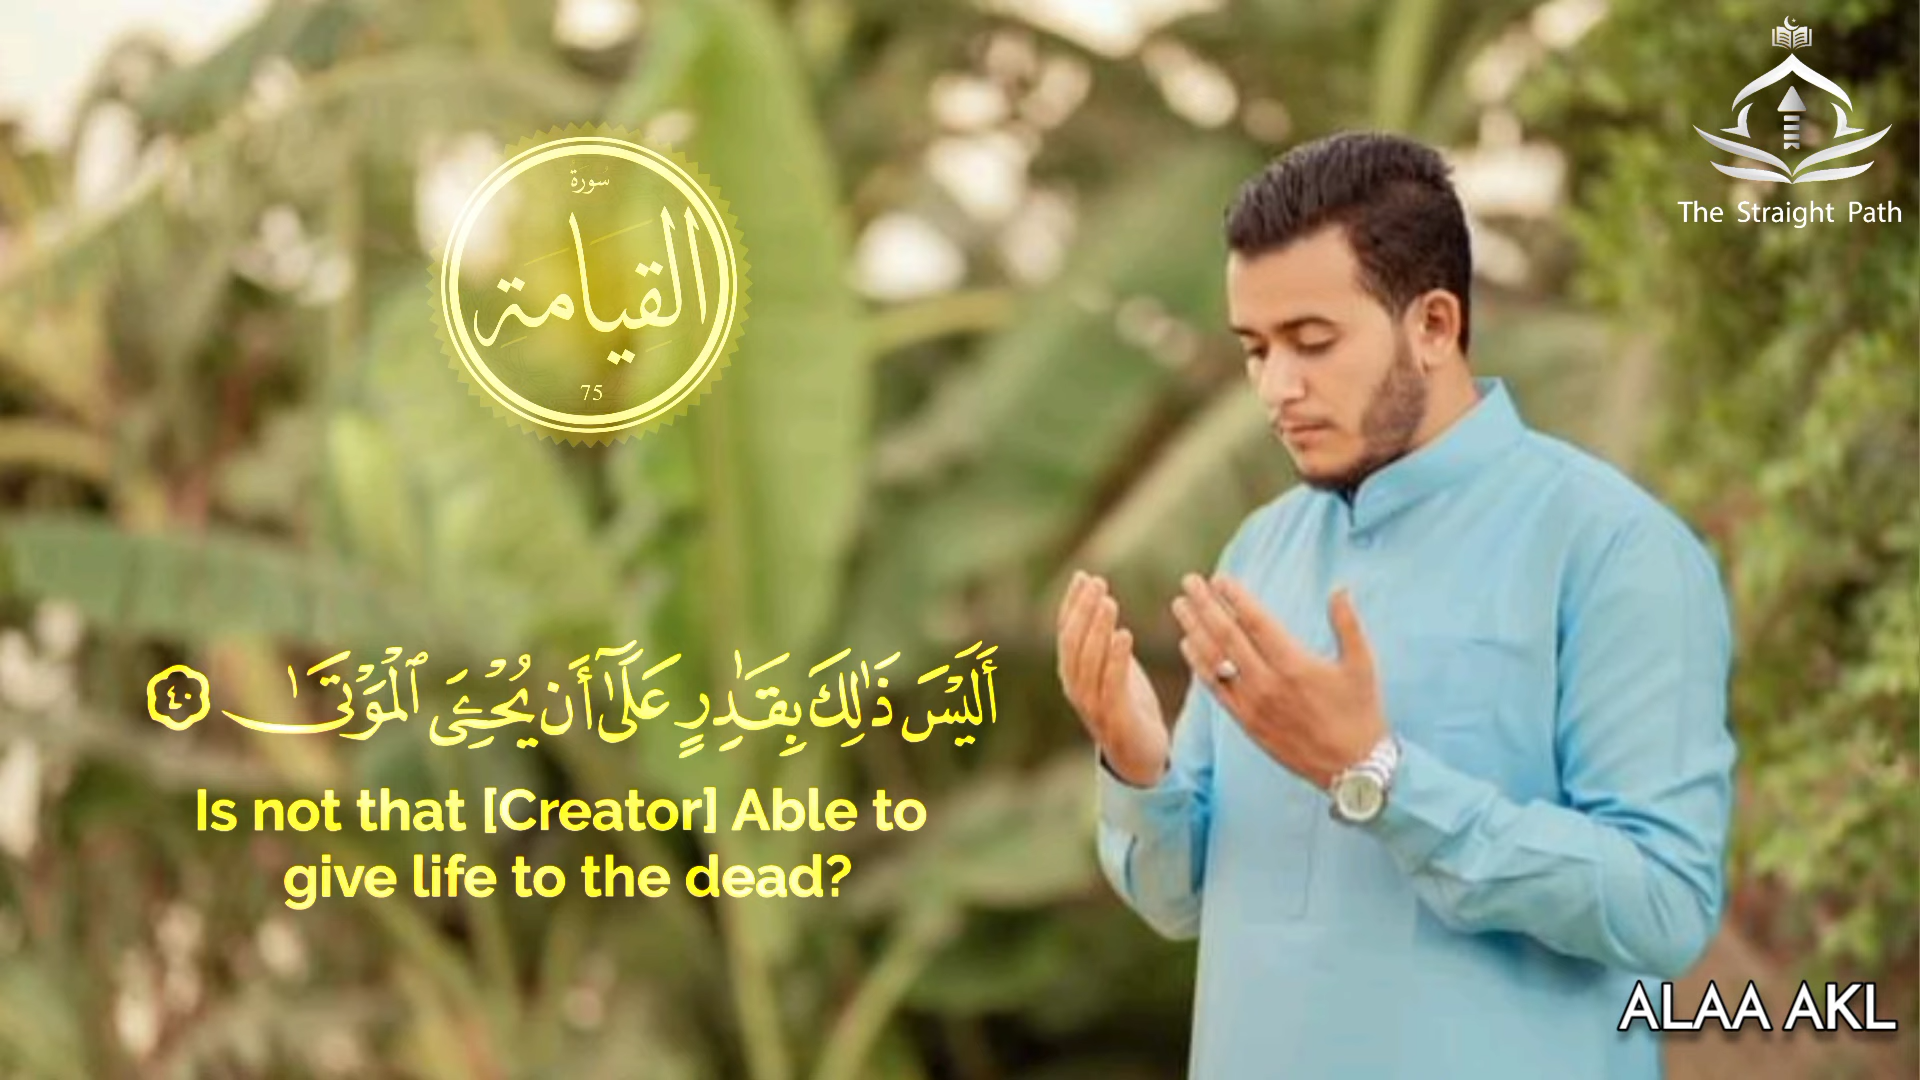 The Straight Path
سورة
القيامة
75
أَلَيْسَ ذَٰلِكَ بِقَـٰدِرٍ عَلَىٰٓ أَن يُحْـِۧىَ ٱلْمَوْتَىٰ ٤٠
Is not that [Creator] Able to
give life to the dead?
ALAA AKL